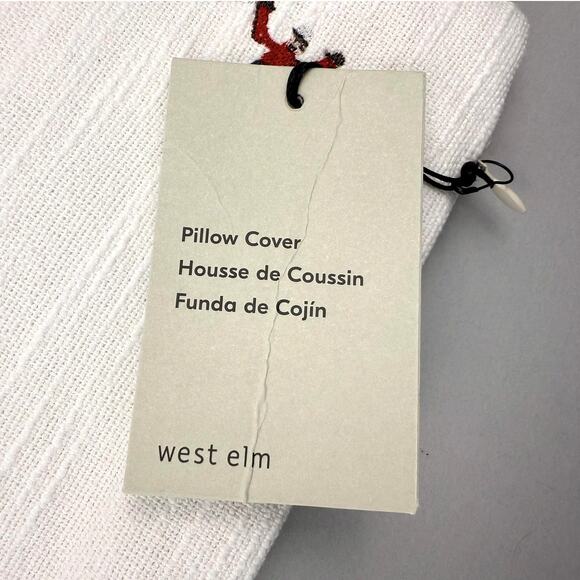 Pillow Cover
Housse de Coussin
Funda de Cojín
west elm